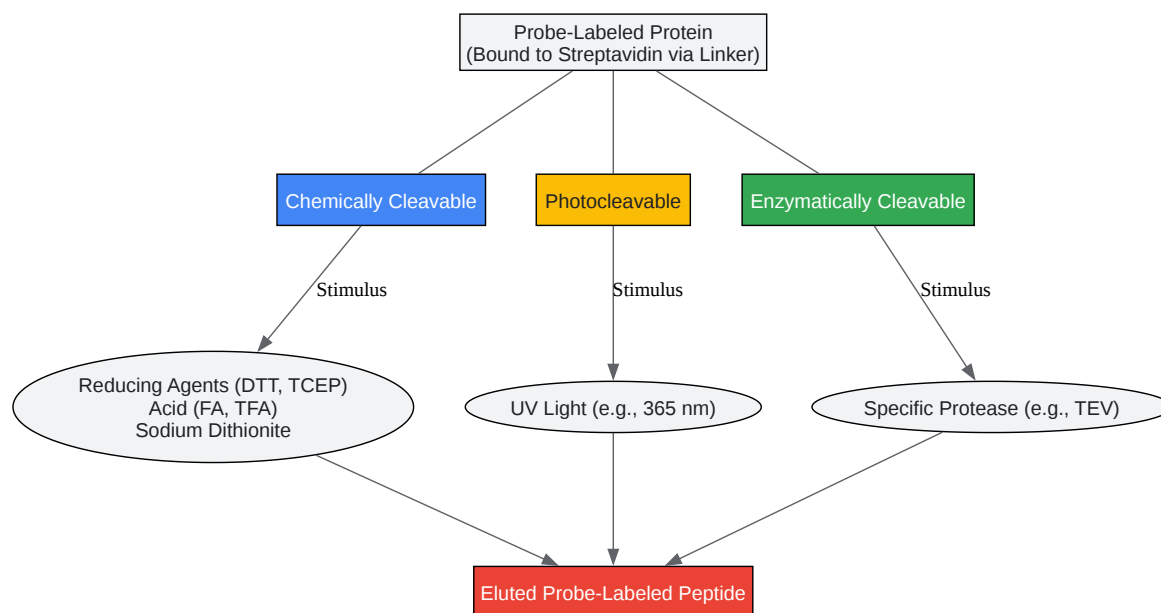 Probe-Labeled Protein
(Bound to Streptavidin via Linker)
Chemically Cleavable
Photocleavable
Enzymatically Cleavable
Stimulus
Stimulus
Stimulus
Reducing Agents (DTT, TCEP)
Acid (FA, TFA)
Sodium Dithionite
UV Light (e.g., 365 nm)
Specific Protease (e.g., TEV)
Eluted Probe-Labeled Peptide